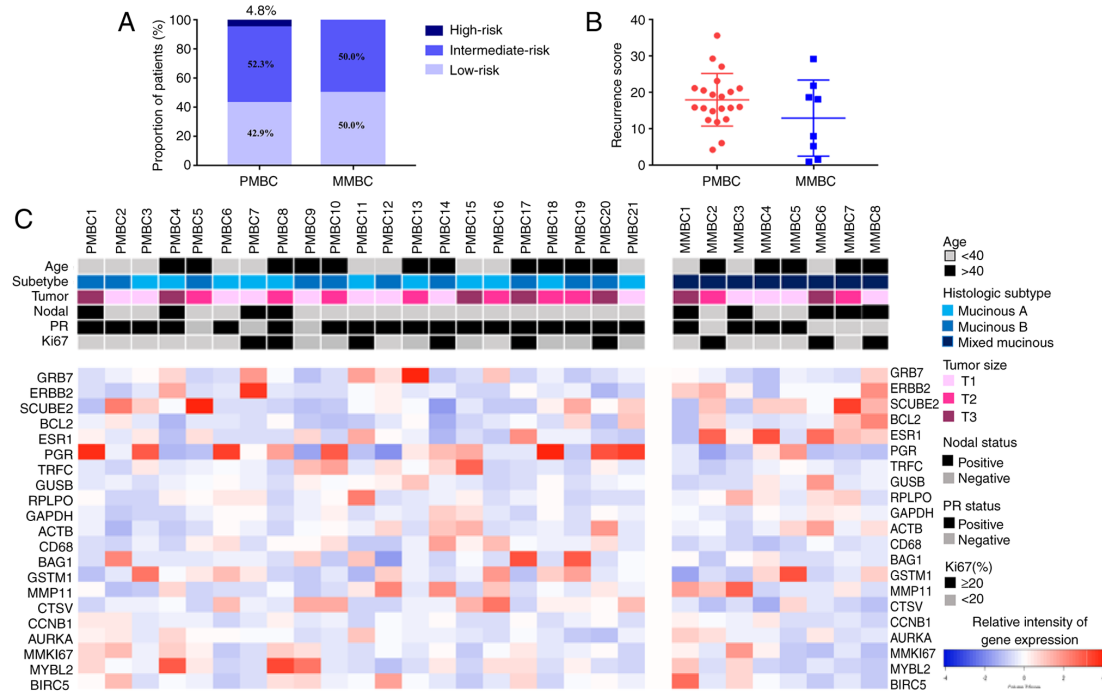 A
4.8%
Proportion of patients (%)
100
80
60
40
20
0
52.3%
42.9%
50.0%
50.0%
PMBC
MMBC
High-risk
Intermediate-risk
Low-risk
B
Recurrence score
40
30
20
10
0
PMBC
MMBC
C
PMBC1
PMBC2
PMBC3
PMBC4
PMBC5
PMBC6
PMBC7
PMBC8
PMBC9
PMBC10
PMBC11
PMBC12
PMBC13
PMBC14
PMBC15
PMBC16
PMBC17
PMBC18
PMBC19
PMBC20
PMBC21
MMBC1
MMBC2
MMBC3
MMBC4
MMBC5
MMBC6
MMBC7
MMBC8
Age
Subetybe
Tumor
Nodal
PR
Ki67
GRB7
ERBB2
SCUBE2
BCL2
ESR1
PGR
TRFC
GUSB
RPLPO
GAPDH
ACTB
CD68
BAG1
GSTM1
MMP11
CTSV
CCNB1
AURKA
MMKI67
MYBL2
BIRC5
GRB7
ERBB2
SCUBE2
BCL2
ESR1
PGR
TRFC
GUSB
RPLPO
GAPDH
ACTB
CD68
BAG1
GSTM1
MMP11
CTSV
CCNB1
AURKA
MMKI67
MYBL2
BIRC5
Age
<40
>40
Histologic subtype
Mucinous A
Mucinous B
Mixed mucinous
Tumor size
T1
T2
T3
Nodal status
Positive
Negative
PR status
Positive
Negative
Ki67(%)
≥20
<20
Relative intensity of
gene expression
-4
-2
0
2